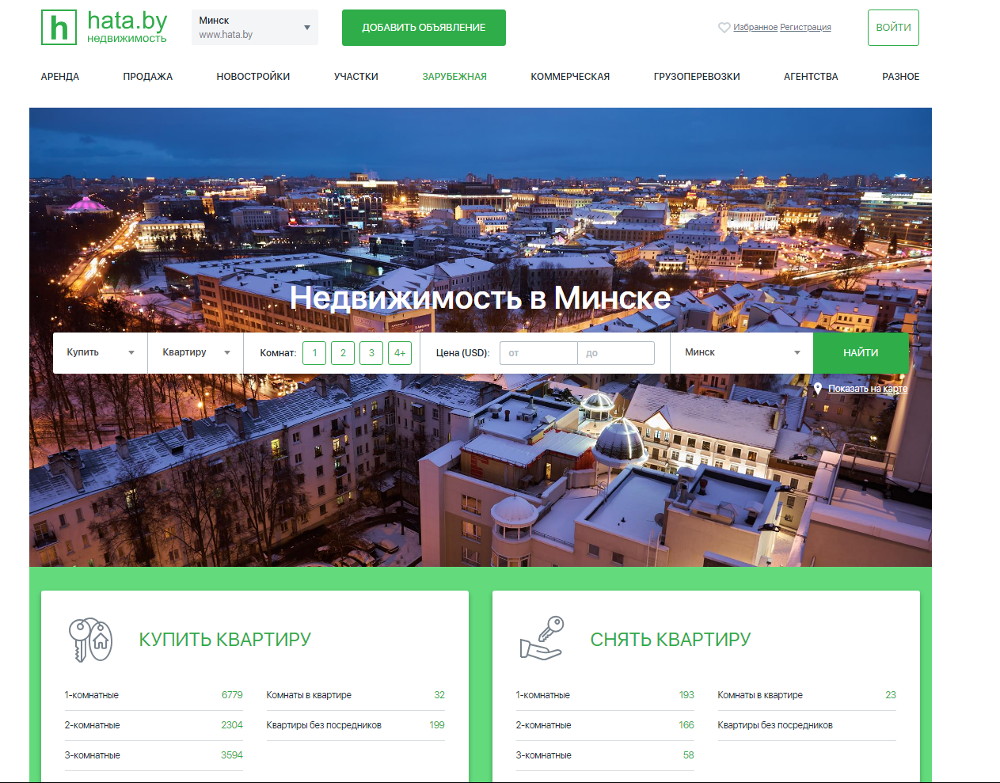 h hata.by
недвижимость
Минск
www.hata.by
ДОБАВИТЬ ОБЪЯВЛЕНИЕ
Избранное Регистрация
ВОЙТИ
АРЕНДА ПРОДАЖА НОВОСТРОЙКИ УЧАСТКИ ЗАРУБЕЖНАЯ КОММЕРЧЕСКАЯ ГРУЗОПЕРЕВОЗКИ АГЕНТСТВА РАЗНОЕ
Недвижимость в Минске
Купить Квартиру Комнат: 1 2 3 4+ Цена (USD): от до Минск НАЙТИ
Показать на карте
КУПИТЬ КВАРТИРУ
1-комнатные 6779 Комнаты в квартире 32
2-комнатные 2304 Квартиры без посредников 199
3-комнатные 3594
СНЯТЬ КВАРТИРУ
1-комнатные 193 Комнаты в квартире 23
2-комнатные 166 Квартиры без посредников
3-комнатные 58